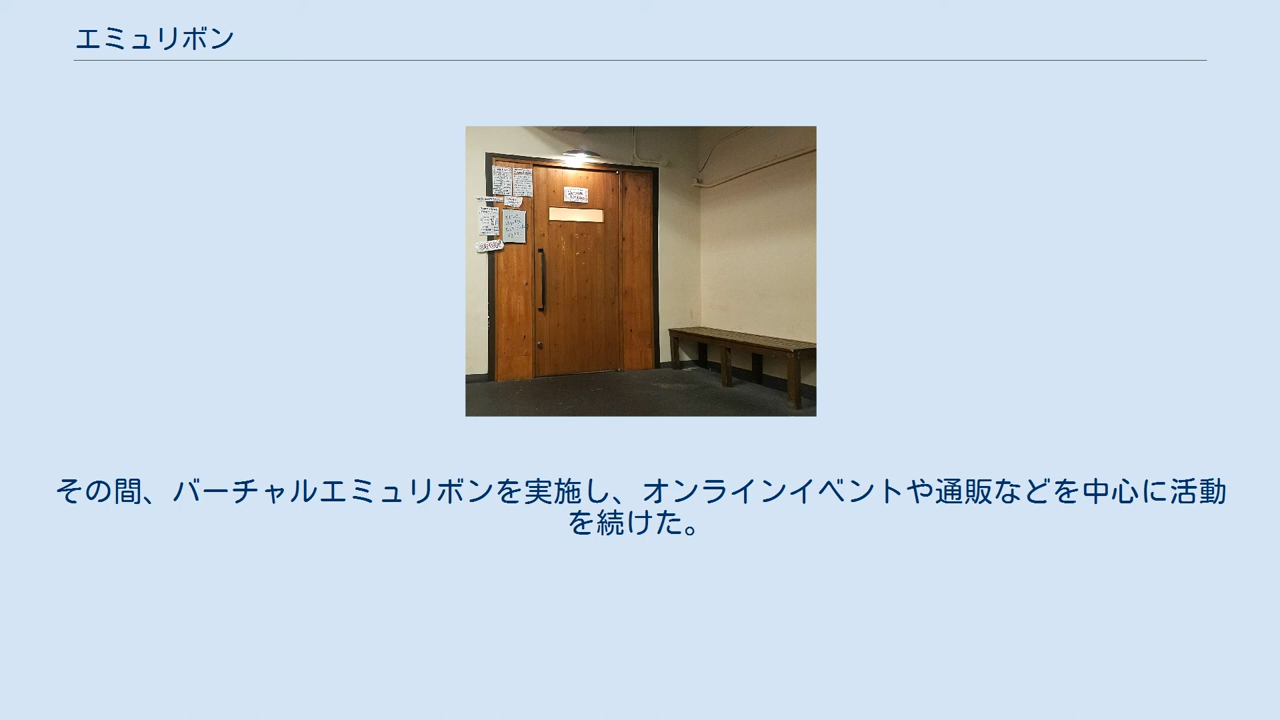 エミュリボン
その間、バーチャルエミュリボンを実施し、オンラインイベントや通販などを中心に活動
を続けた。